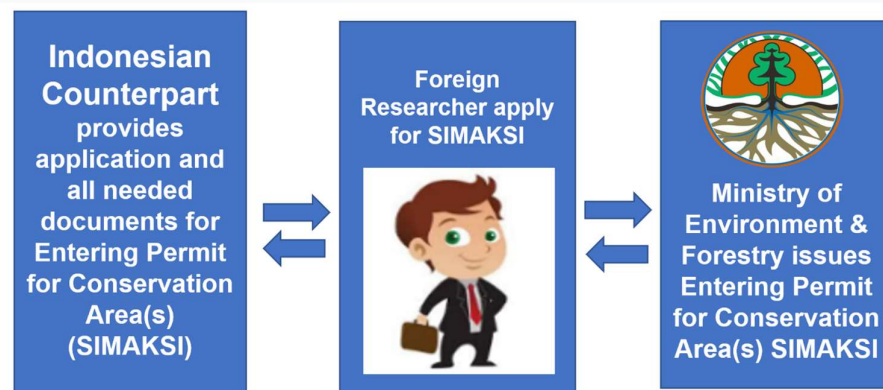 Indonesian
Counterpart
provides
application and
all needed
documents for
Entering Permit
for Conservation
Area(s)
(SIMAKSI)
Foreign
Researcher apply
for SIMAKSI
Ministry of
Environment &
Forestry issues
Entering Permit
for Conservation
Area(s) SIMAKSI